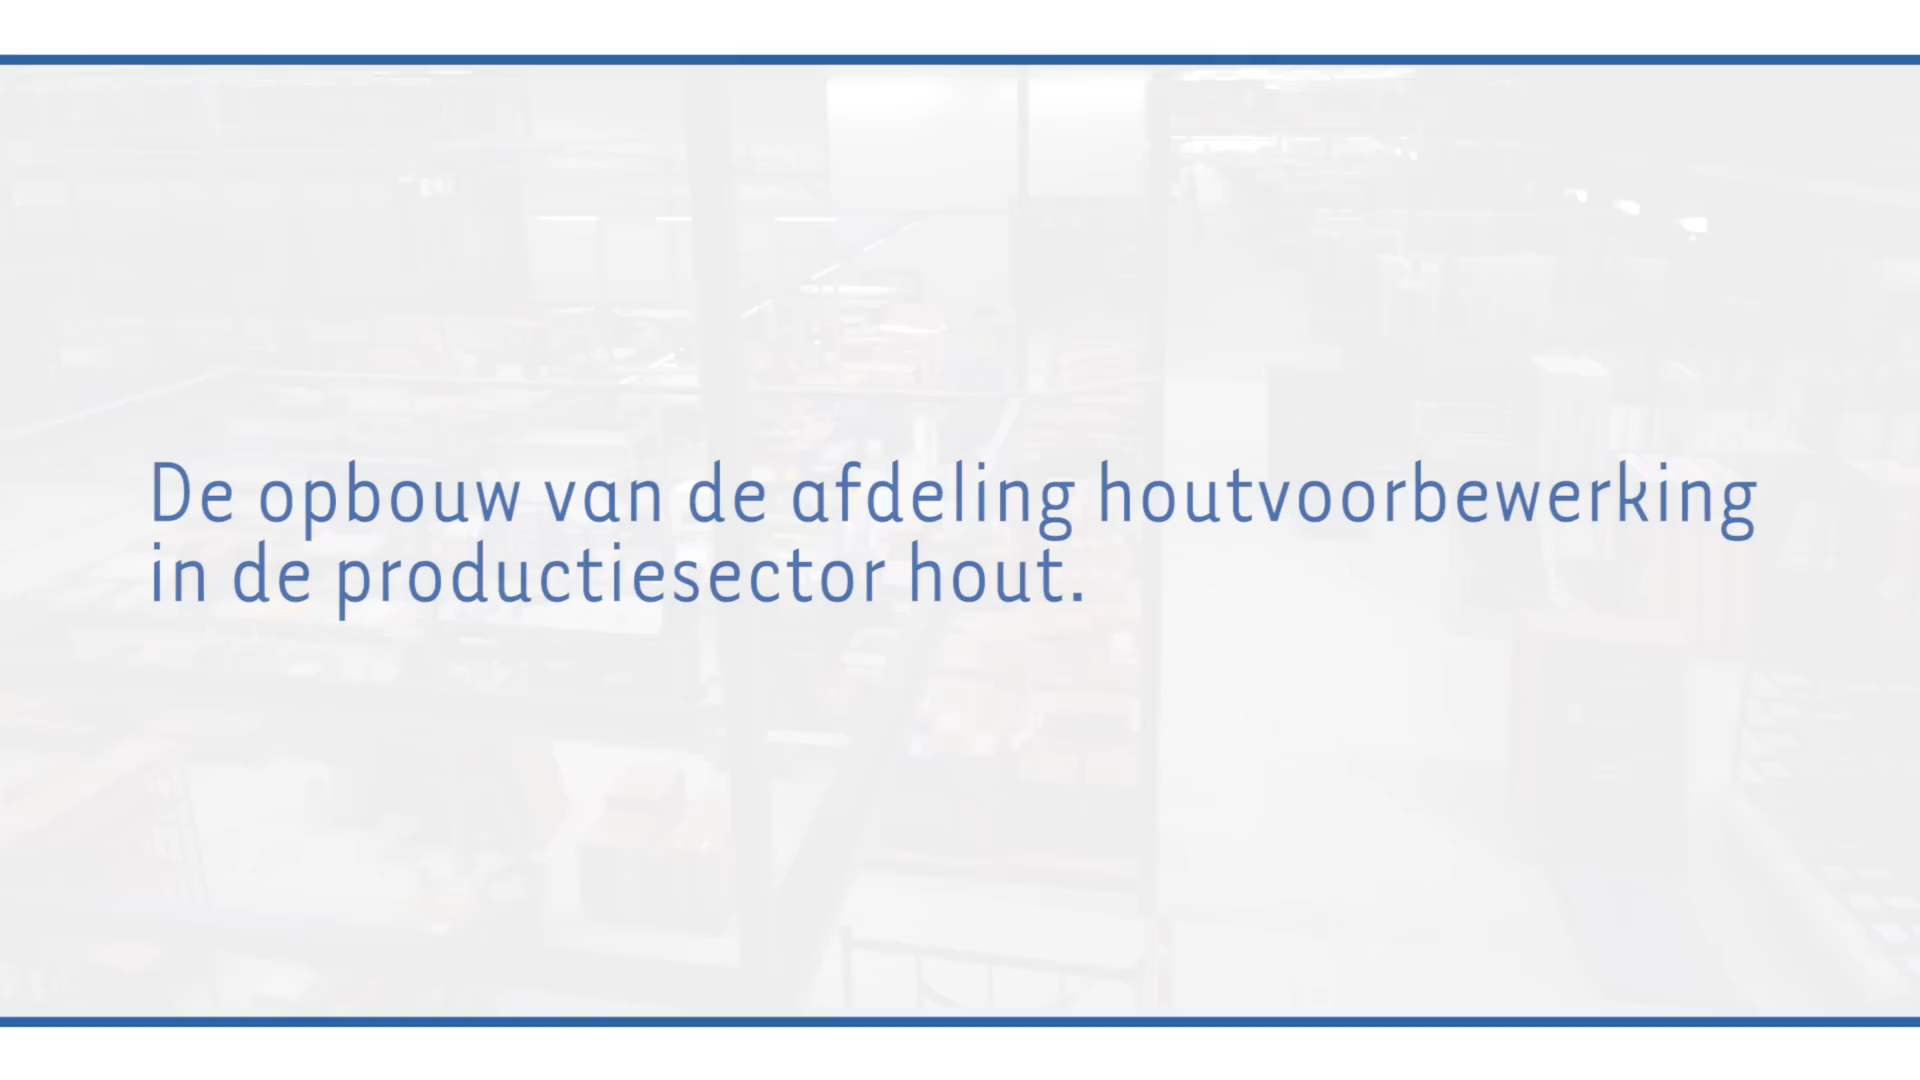 De opbouw van de afdeling houtvoorbewerking
in de productiesector hout.